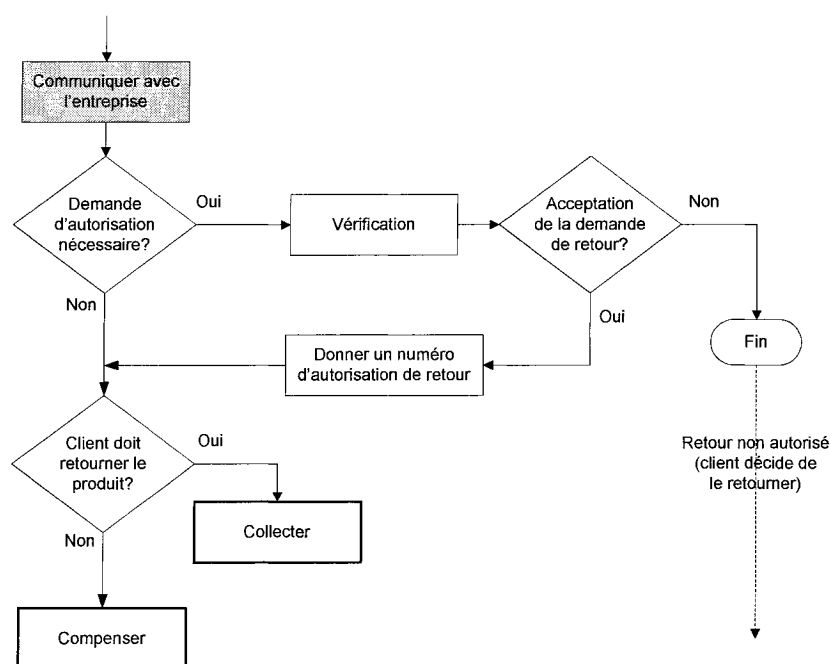 Communiquer avec
l'entreprise
Demande
d'autorisation
nécessaire?
Oui
Vérification
Acceptation
de la demande
de retour?
Non
Non
Oui
Donner un numéro
d'autorisation de retour
Fin
Client doit
retourner le
produit?
Oui
Retour non autorisé
(client décide de
le retourner)
Collecter
Non
Compenser